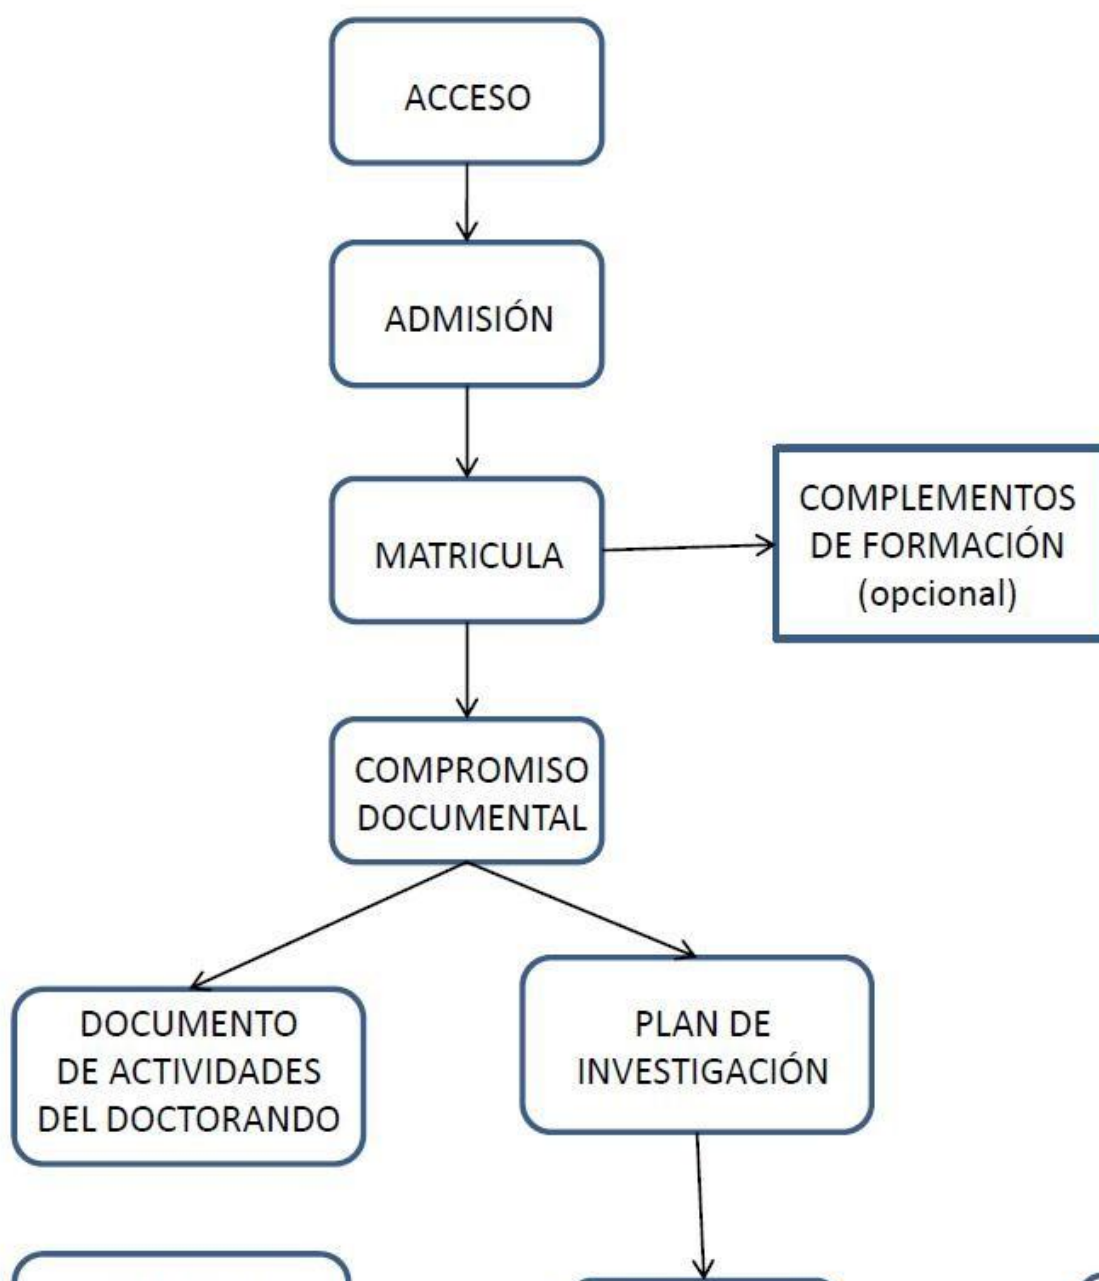 ACCESO
ADMISIÓN
MATRICULA
COMPLEMENTOS
DE FORMACIÓN
(opcional)
COMPROMISO
DOCUMENTAL
DOCUMENTO
DE ACTIVIDADES
DEL DOCTORANDO
PLAN DE
INVESTIGACIÓN